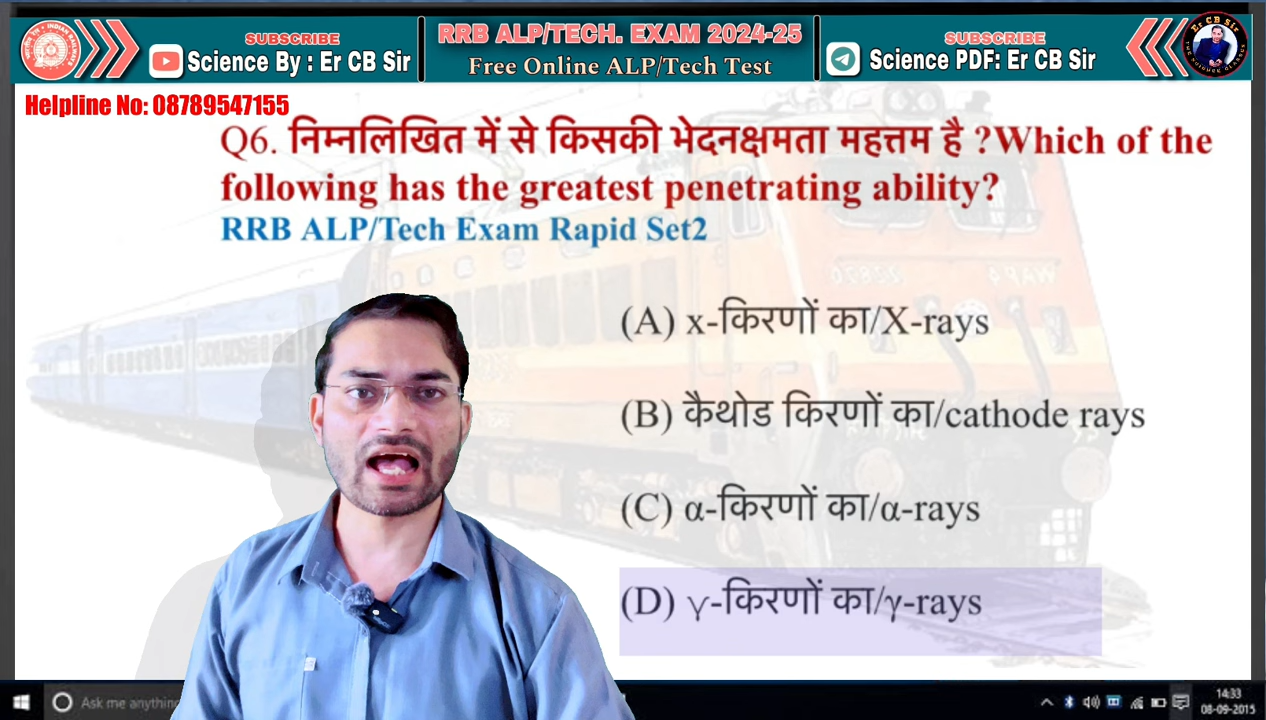 SUBSCRIBE
Science By : Er CB Sir
RRB ALP/TECH. EXAM 2024-25
Free Online ALP/Tech Test
SUBSCRIBE
Science PDF: Er CB Sir
Er CB Sir
Helpline No: 08789547155
Q6. निम्नलिखित में से किसकी भेदनक्षमता महत्तम है ?Which of the
following has the greatest penetrating ability?
RRB ALP/Tech Exam Rapid Set2
(A) x-किरणों का/X-rays
(B) कैथोड किरणों का/cathode rays
(C) α-किरणों का/α-rays
(D) γ-किरणों का/γ-rays
Ask me anything
14:33
08-09-2015